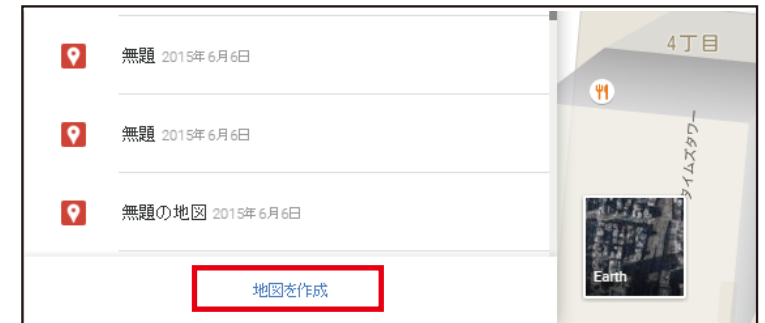 無題 2015年6月6日
無題 2015年6月6日
無題の地図 2015年6月6日
地図を作成
4丁目
タイムズタワー
Earth